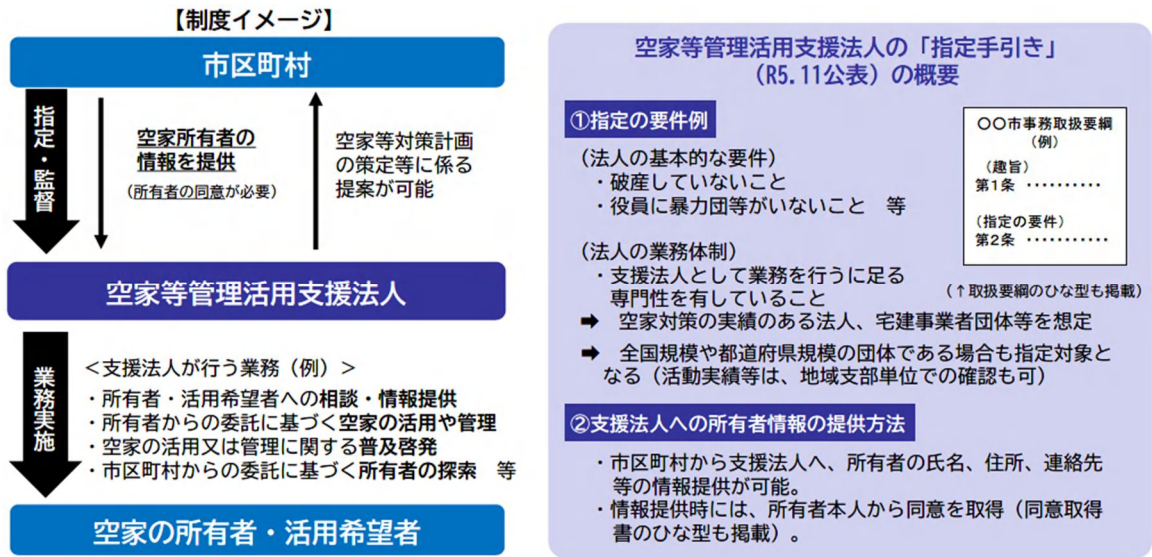 【制度イメージ】
市区町村
指定・監督
空家所有者の
情報を提供
(所有者の同意が必要)
空家等対策計画
の策定等に係る
提案が可能
空家等管理活用支援法人
業務実施
<支援法人が行う業務(例)>
・所有者・活用希望者への相談・情報提供
・所有者からの委託に基づく空家の活用や管理
・空家の活用又は管理に関する普及啓発
・市区町村からの委託に基づく所有者の探索 等
空家の所有者・活用希望者
空家等管理活用支援法人の「指定手引き」
(R5.11公表)の概要
①指定の要件例
(法人の基本的な要件)
・破産していないこと
・役員に暴力団等がいないこと 等
(法人の業務体制)
・支援法人として業務を行うに足る
専門性を有していること
➡ 空家対策の実績のある法人、宅建事業者団体等を想定
➡ 全国規模や都道府県規模の団体である場合も指定対象と
なる(活動実績等は、地域支部単位での確認も可)
〇〇市事務取扱要綱
(例)
(趣旨)
第1条 ‥‥‥‥‥
(指定の要件)
第2条 ‥‥‥‥‥‥
(↑取扱要綱のひな型も掲載)
②支援法人への所有者情報の提供方法
・市区町村から支援法人へ、所有者の氏名、住所、連絡先
等の情報提供が可能。
・情報提供時には、所有者本人から同意を取得(同意取得
書のひな型も掲載)。